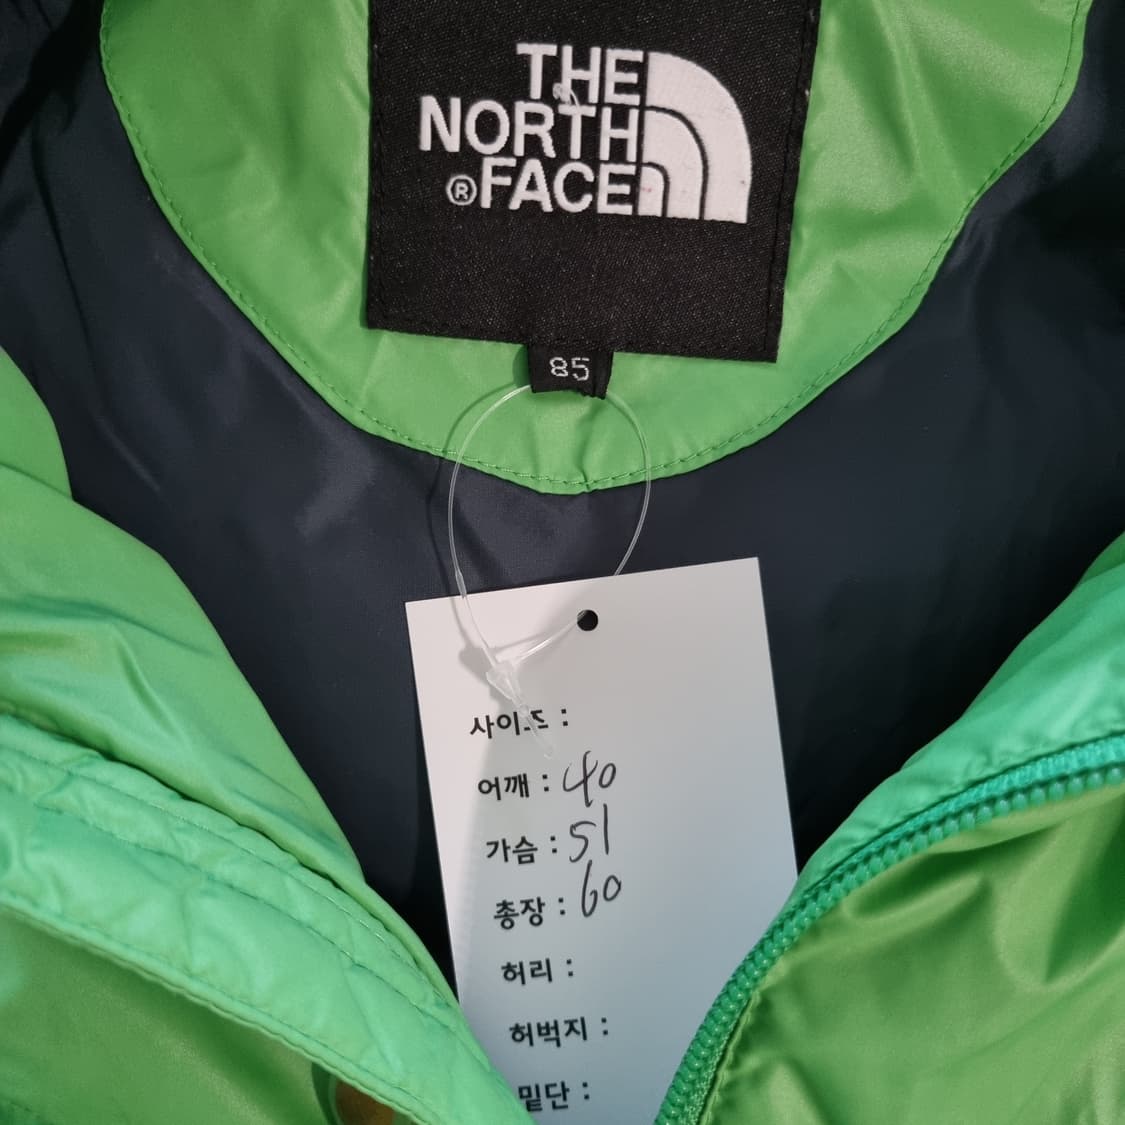 THE
NORTH
®FACE
85
사이즈 :
어깨 : 40
가슴 : 51
총장 : 60
허리 :
허벅지 :
밑단 :